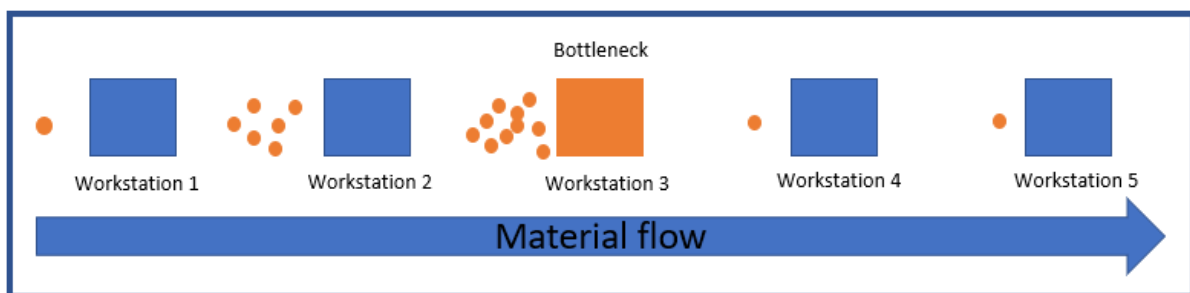 Bottleneck
Workstation 1
Workstation 2
Workstation 3
Workstation 4
Workstation 5
Material flow